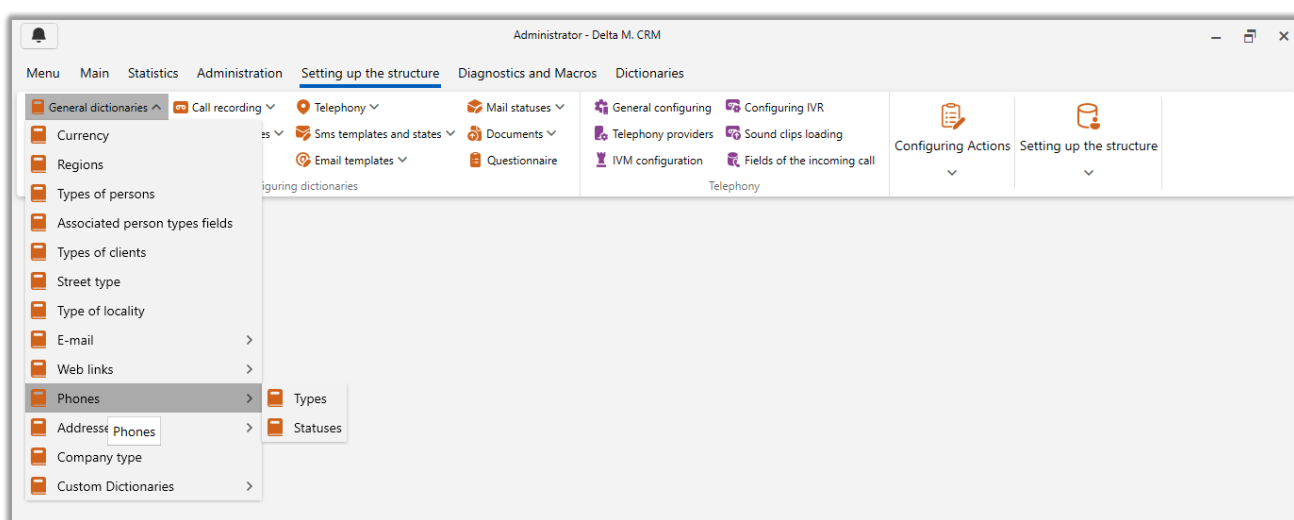 Administrator - Delta M. CRM
Menu Main Statistics Administration Setting up the structure Diagnostics and Macros Dictionaries
General dictionaries Call recording Telephony Mail statuses General configuring Configuring IVR
es Sms templates and states Documents Telephony providers Sound clips loading
Email templates Questionnaire IVM configuration Fields of the incoming call
Configuring Actions Setting up the structure
iguring dictionaries Telephony
Currency
Regions
Types of persons
Associated person types fields
Types of clients
Street type
Type of locality
E-mail
Web links
Phones Types
Addresse Statuses
Phones
Company type
Custom Dictionaries